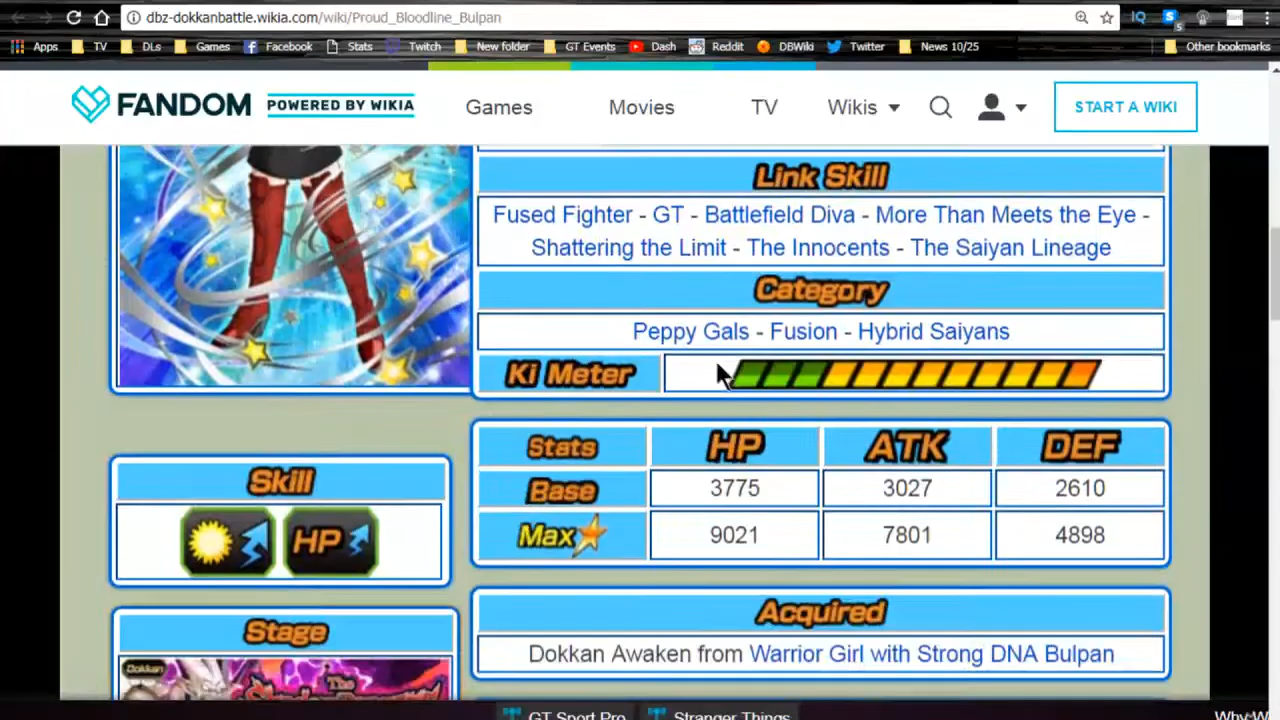 dbz-dokkanbattle.wikia.com/wiki/Proud_Bloodline_Bulpan
5
Apps TV DLs Games Facebook Stats Twitch New folder GT Events Dash Reddit DBWiki Twitter News 10/25 Other bookmarks
FANDOM POWERED BY WIKIA Games Movies TV Wikis START A WIKI
Link Skill
Fused Fighter - GT - Battlefield Diva - More Than Meets the Eye -
Shattering the Limit - The Innocents - The Saiyan Lineage
Category
Peppy Gals - Fusion - Hybrid Saiyans
Ki Meter
Stats HP ATK DEF
Base 3775 3027 2610
Max 9021 7801 4898
Skill
HP
Acquired
Dokkan Awaken from Warrior Girl with Strong DNA Bulpan
Stage
Dokkan
The
GT Sport Pro Stranger Things